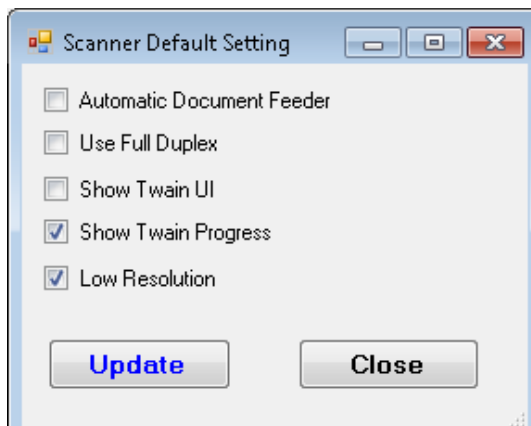 Scanner Default Setting
Automatic Document Feeder
Use Full Duplex
Show Twain UI
Show Twain Progress
Low Resolution
Update Close